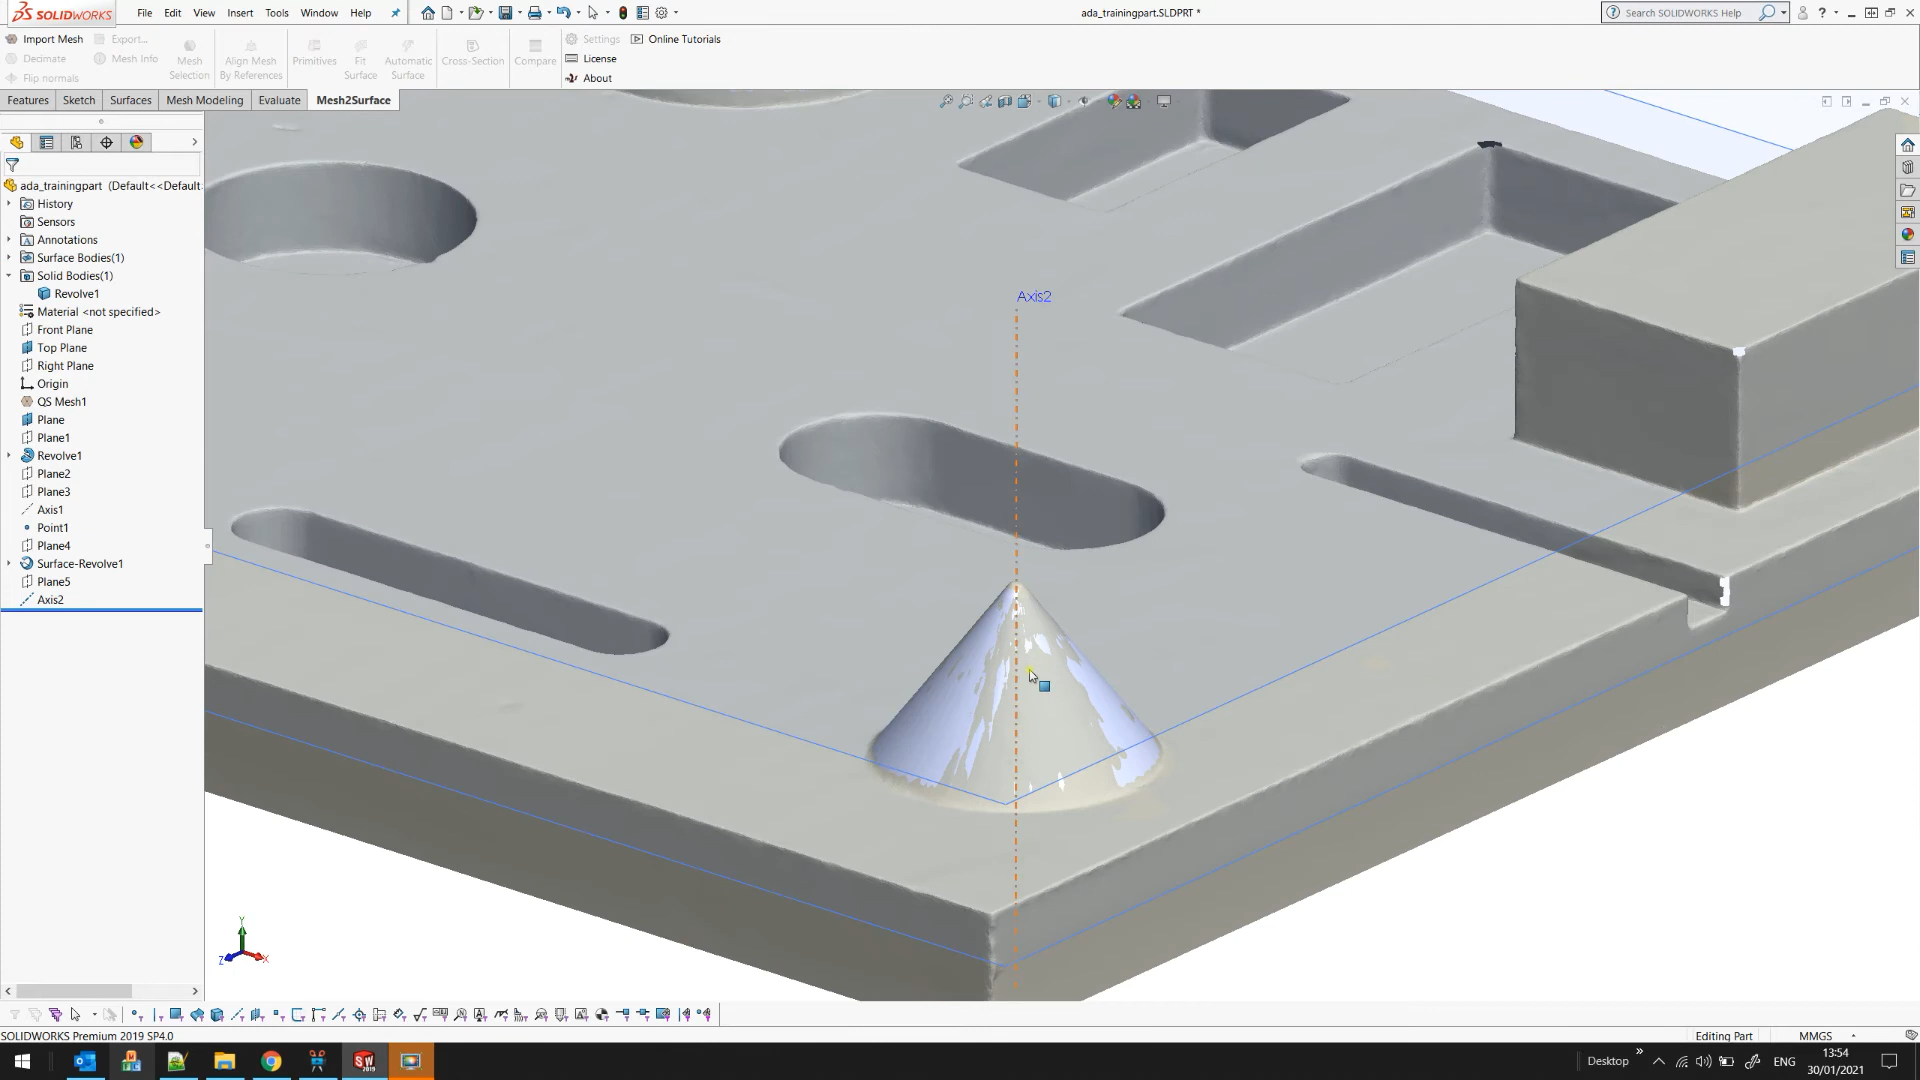 SOLIDWORKS File Edit View Insert Tools Window Help ada_trainingpart.SLDPRT * Search SOLIDWORKS Help
Import Mesh Export... Settings Online Tutorials
Decimate Mesh Info Mesh Selection Align Mesh By References Primitives Fit Surface Automatic Surface Cross-Section Compare License
Flip normals About
Features Sketch Surfaces Mesh Modeling Evaluate Mesh2Surface
ada_trainingpart (Default<<Default
History
Sensors
Annotations
Surface Bodies(1)
Solid Bodies(1)
Revolve1
Material <not specified>
Front Plane
Top Plane
Right Plane
Origin
QS Mesh1
Plane
Plane1
Revolve1
Plane2
Plane3
Axis1
Point1
Plane4
Surface-Revolve1
Plane5
Axis2
Axis2
Y
Z X
SOLIDWORKS Premium 2019 SP4.0 Editing Part MMGS
Desktop ENG 13:54
30/01/2021